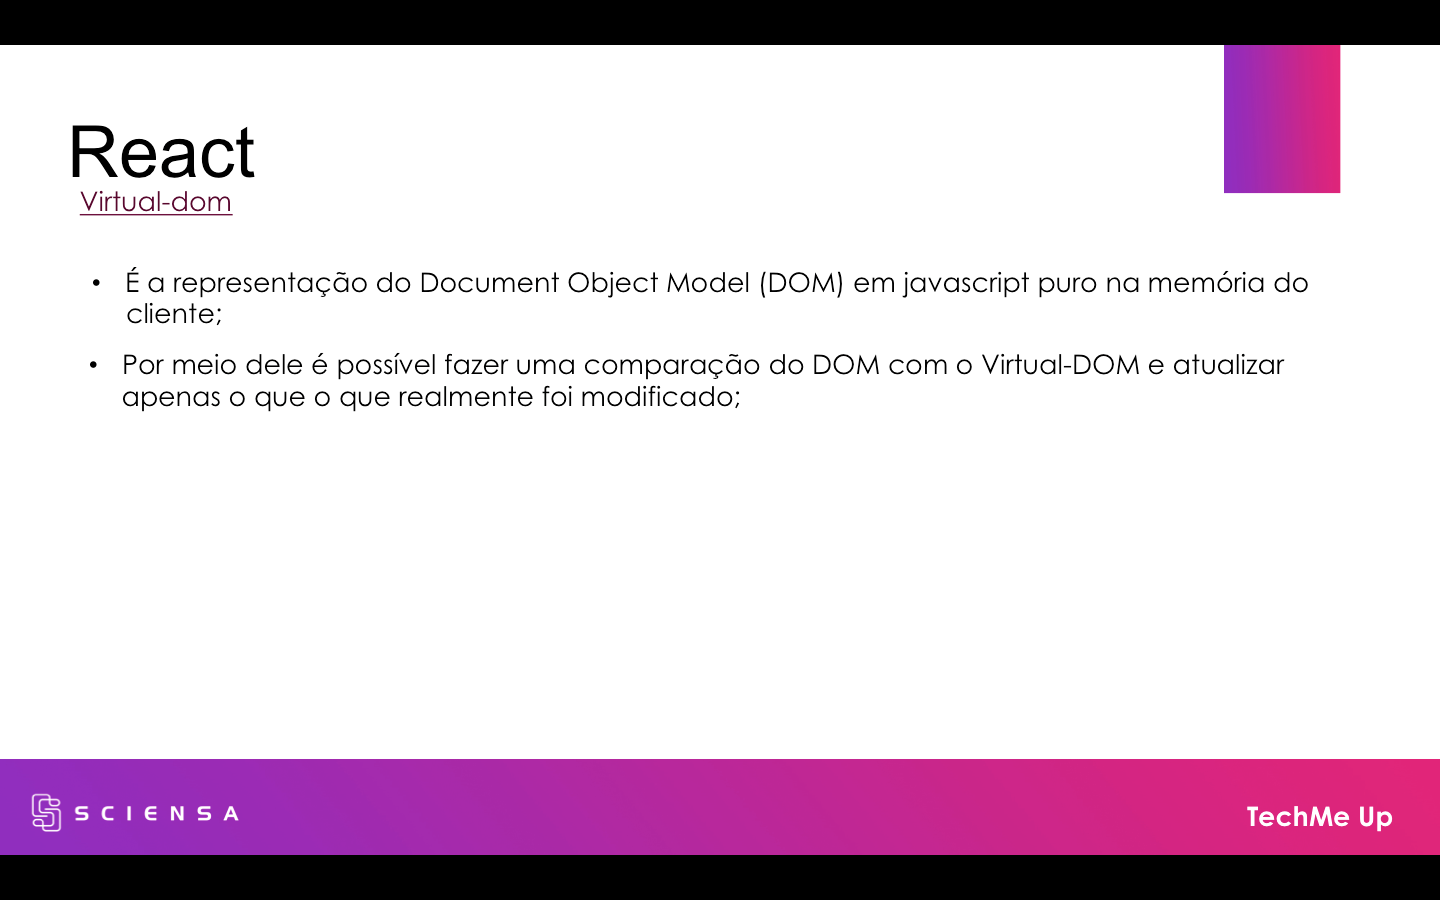 React
Virtual-dom
• É a representação do Document Object Model (DOM) em javascript puro na memória do
cliente;
• Por meio dele é possível fazer uma comparação do DOM com o Virtual-DOM e atualizar
apenas o que o que realmente foi modificado;
SCIENSA
TechMe Up